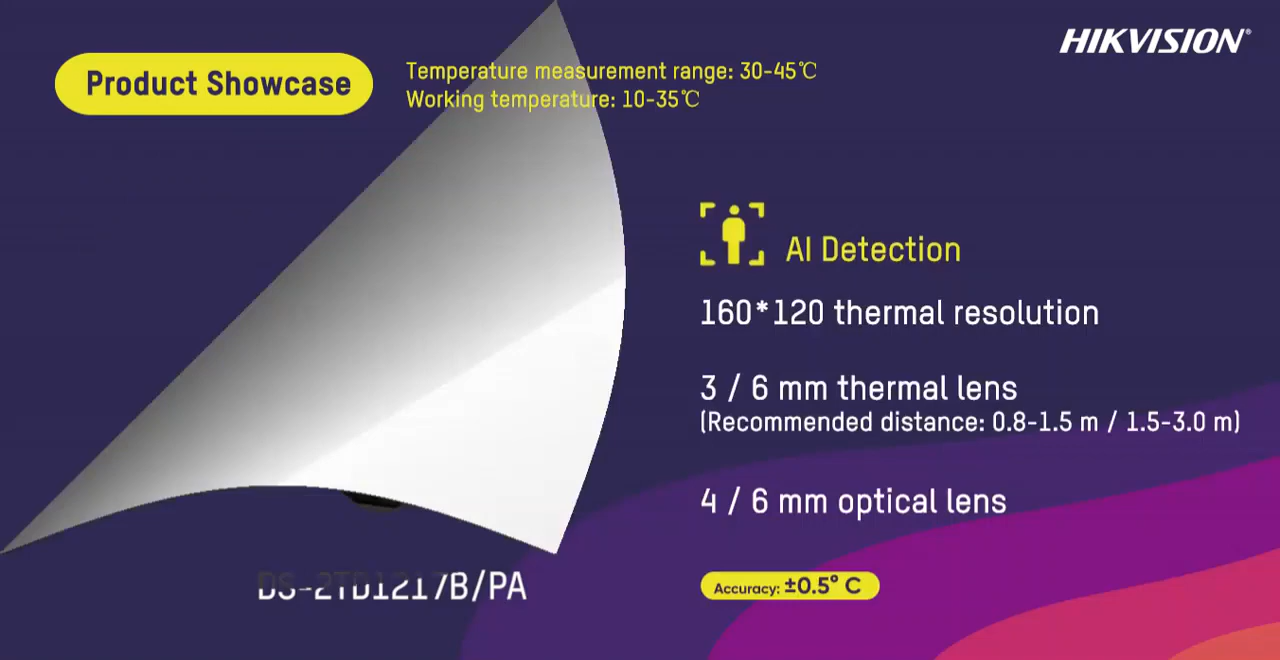 HIKVISION®
Product Showcase
Temperature measurement range: 30-45℃
Working temperature: 10-35℃
AI Detection
160*120 thermal resolution
3 / 6 mm thermal lens
(Recommended distance: 0.8-1.5 m / 1.5-3.0 m)
4 / 6 mm optical lens
DS-2TD1217B/PA
Accuracy: ±0.5° C